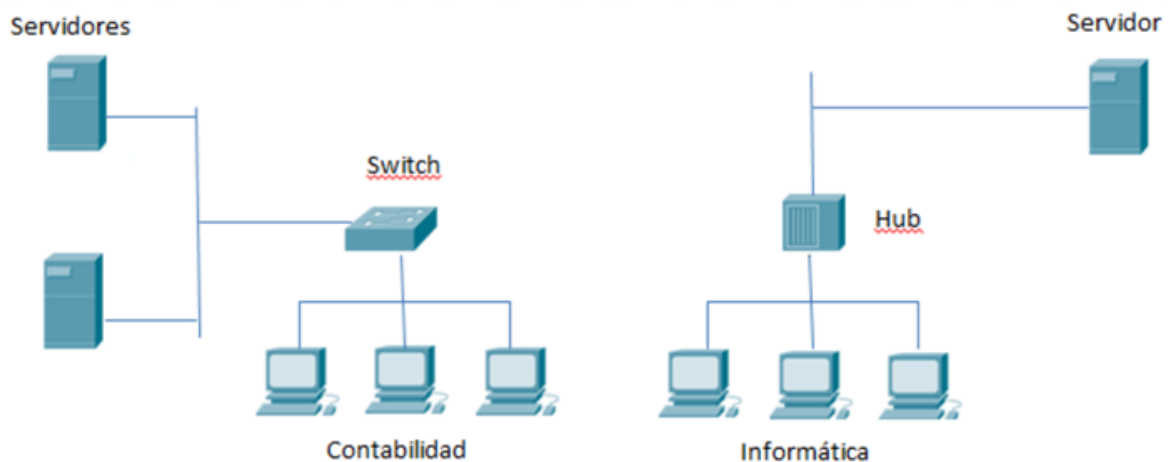 Servidores
Servidor
Switch
Hub
Contabilidad
Informática